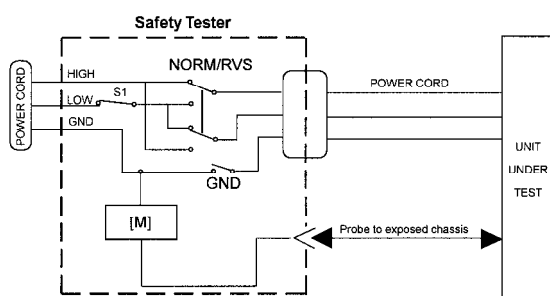 Safety Tester
HIGH
NORM/RVS
POWER CORD
LOW
S1
POWER CORD
GND
UNIT
UNDER
TEST
GND
[M]
Probe to exposed chassis